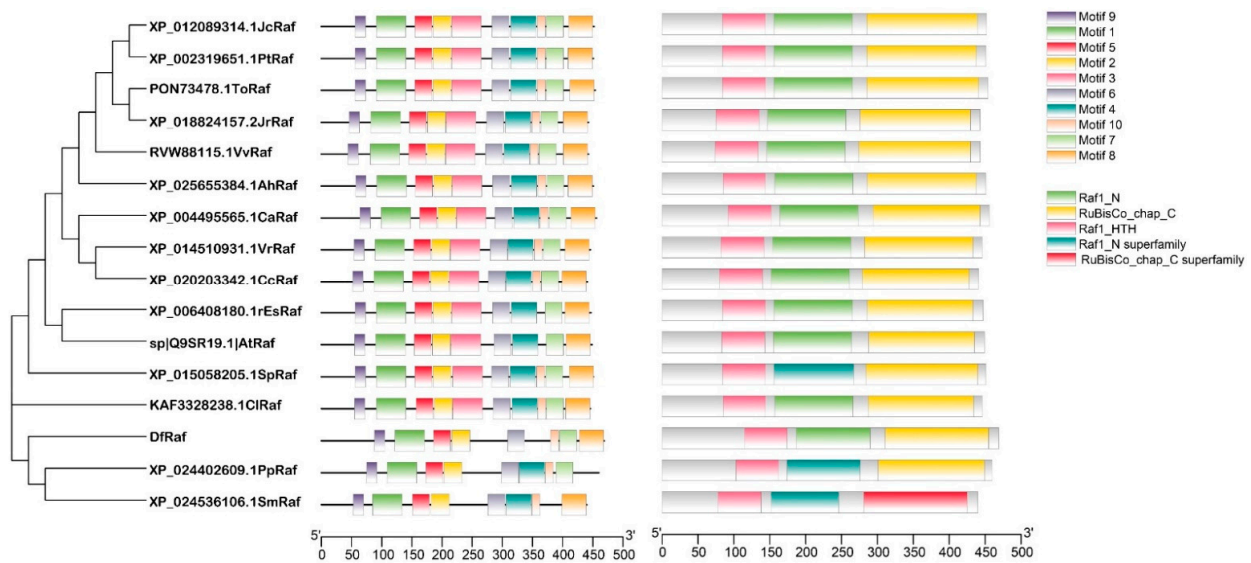 XP_012089314.1JcRaf
XP_002319651.1PtRaf
PON73478.1ToRaf
XP_018824157.2JrRaf
RVW88115.1VvRaf
XP_025655384.1AhRaf
XP_004495565.1CaRaf
XP_014510931.1VrRaf
XP_020203342.1CcRaf
XP_006408180.1rEsRaf
sp|Q9SR19.1|AtRaf
XP_015058205.1SpRaf
KAF3328238.1ClRaf
DfRaf
XP_024402609.1PpRaf
XP_024536106.1SmRaf
5' 3'
0 50 100 150 200 250 300 350 400 450 500
5' 3'
0 50 100 150 200 250 300 350 400 450 500
Motif 9
Motif 1
Motif 5
Motif 2
Motif 3
Motif 6
Motif 4
Motif 10
Motif 7
Motif 8
Raf1_N
RuBisCo_chap_C
Raf1_HTH
Raf1_N superfamily
RuBisCo_chap_C superfamily